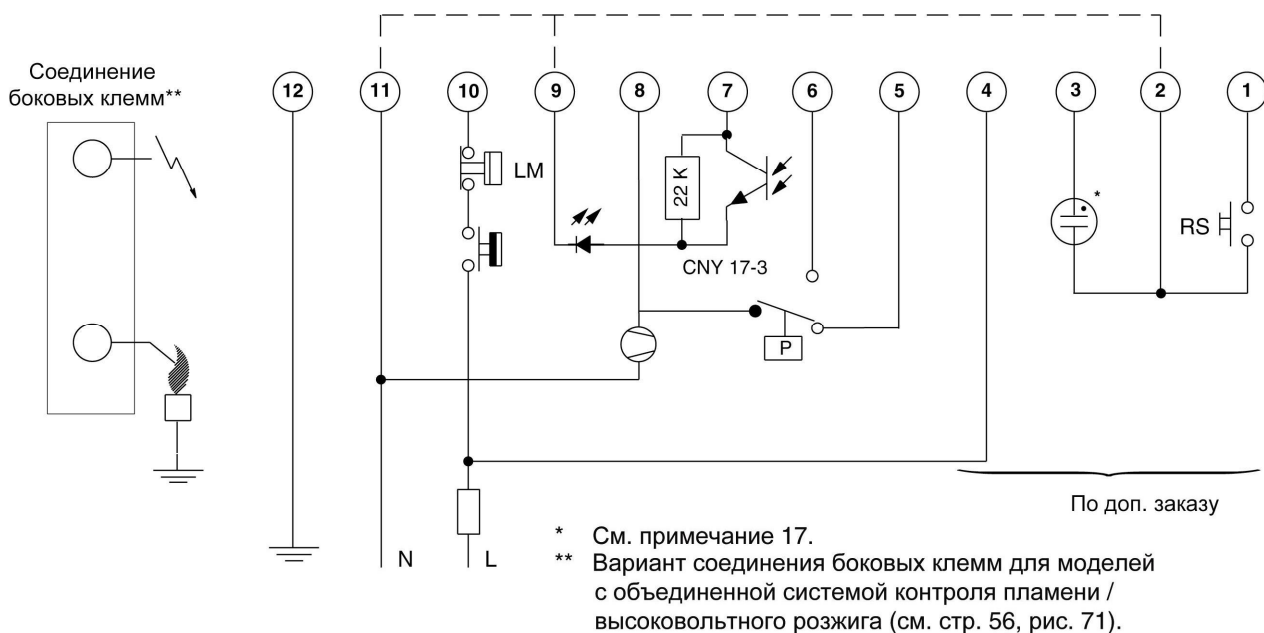 Соединение
боковых клемм**
12 11 10 9 8 7 6 5 4 3 2 1
LM
22 K
*
RS
CNY 17-3
P
По доп. заказу
N L
* См. примечание 17.
** Вариант соединения боковых клемм для моделей
с объединенной системой контроля пламени /
высоковольтного розжига (см. стр. 56, рис. 71).